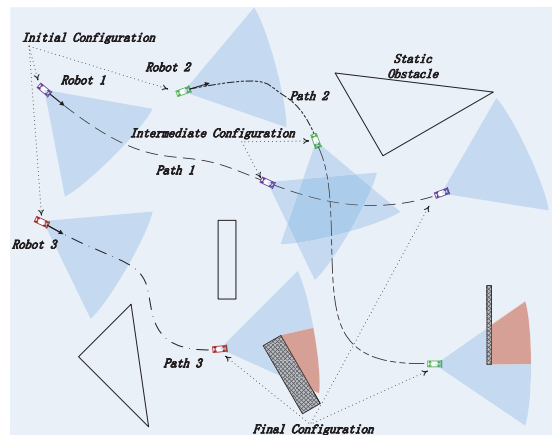 Initial Configuration
Robot 1
Robot 2
Static
Obstacle
Path 2
Intermediate Configuration
Path 1
Robot 3
Path 3
Final Configuration